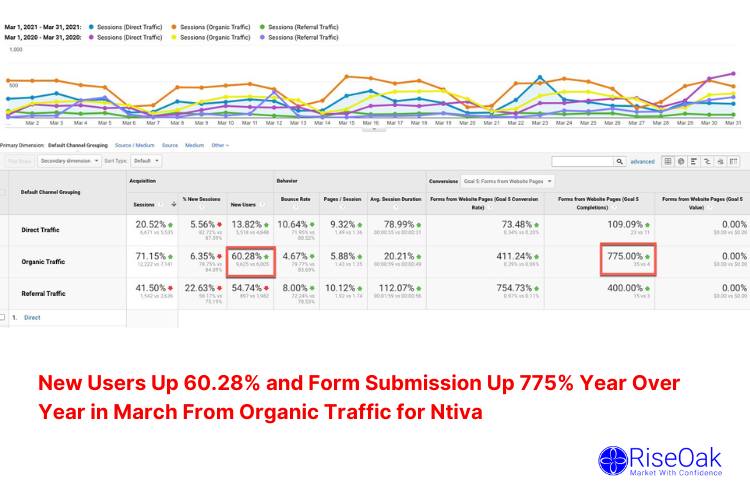 Mar 1, 2021 - Mar 31, 2021: Sessions (Direct Traffic) Sessions (Organic Traffic) Sessions (Referral Traffic)
Mar 1, 2020 - Mar 31, 2020: Sessions (Direct Traffic) Sessions (Organic Traffic) Sessions (Referral Traffic)
1,000
500
Mar 2 Mar 3 Mar 4 Mar 5 Mar 6 Mar 7 Mar 8 Mar 9 Mar 10 Mar 11 Mar 12 Mar 13 Mar 14 Mar 15 Mar 16 Mar 17 Mar 18 Mar 19 Mar 20 Mar 21 Mar 22 Mar 23 Mar 24 Mar 25 Mar 26 Mar 27 Mar 28 Mar 29 Mar 30 Mar 31
Primary Dimension: Default Channel Grouping Source / Medium Source Medium Other
Secondary dimension Sort Type: Default advanced
Default Channel Grouping
Acquisition Behavior Conversions Goal 5: Forms from Website Pages
Sessions % New Sessions New Users Bounce Rate Pages / Session Avg. Session Duration Forms from Website Pages (Goal 5 Conversion Rate) Forms from Website Pages (Goal 5 Completions) Forms from Website Pages (Goal 5 Value)
Direct Traffic 20.52% 5.56% 13.82% 10.64% 9.32% 78.99% 73.48% 109.09% 0.00%
Organic Traffic 71.15% 6.35% 60.28% 4.67% 5.88% 20.21% 411.24% 775.00% 0.00%
Referral Traffic 41.50% 22.63% 54.74% 8.00% 10.12% 112.07% 754.73% 400.00% 0.00%
1. Direct
New Users Up 60.28% and Form Submission Up 775% Year Over
Year in March From Organic Traffic for Ntiva
RiseOak
Market With Confidence